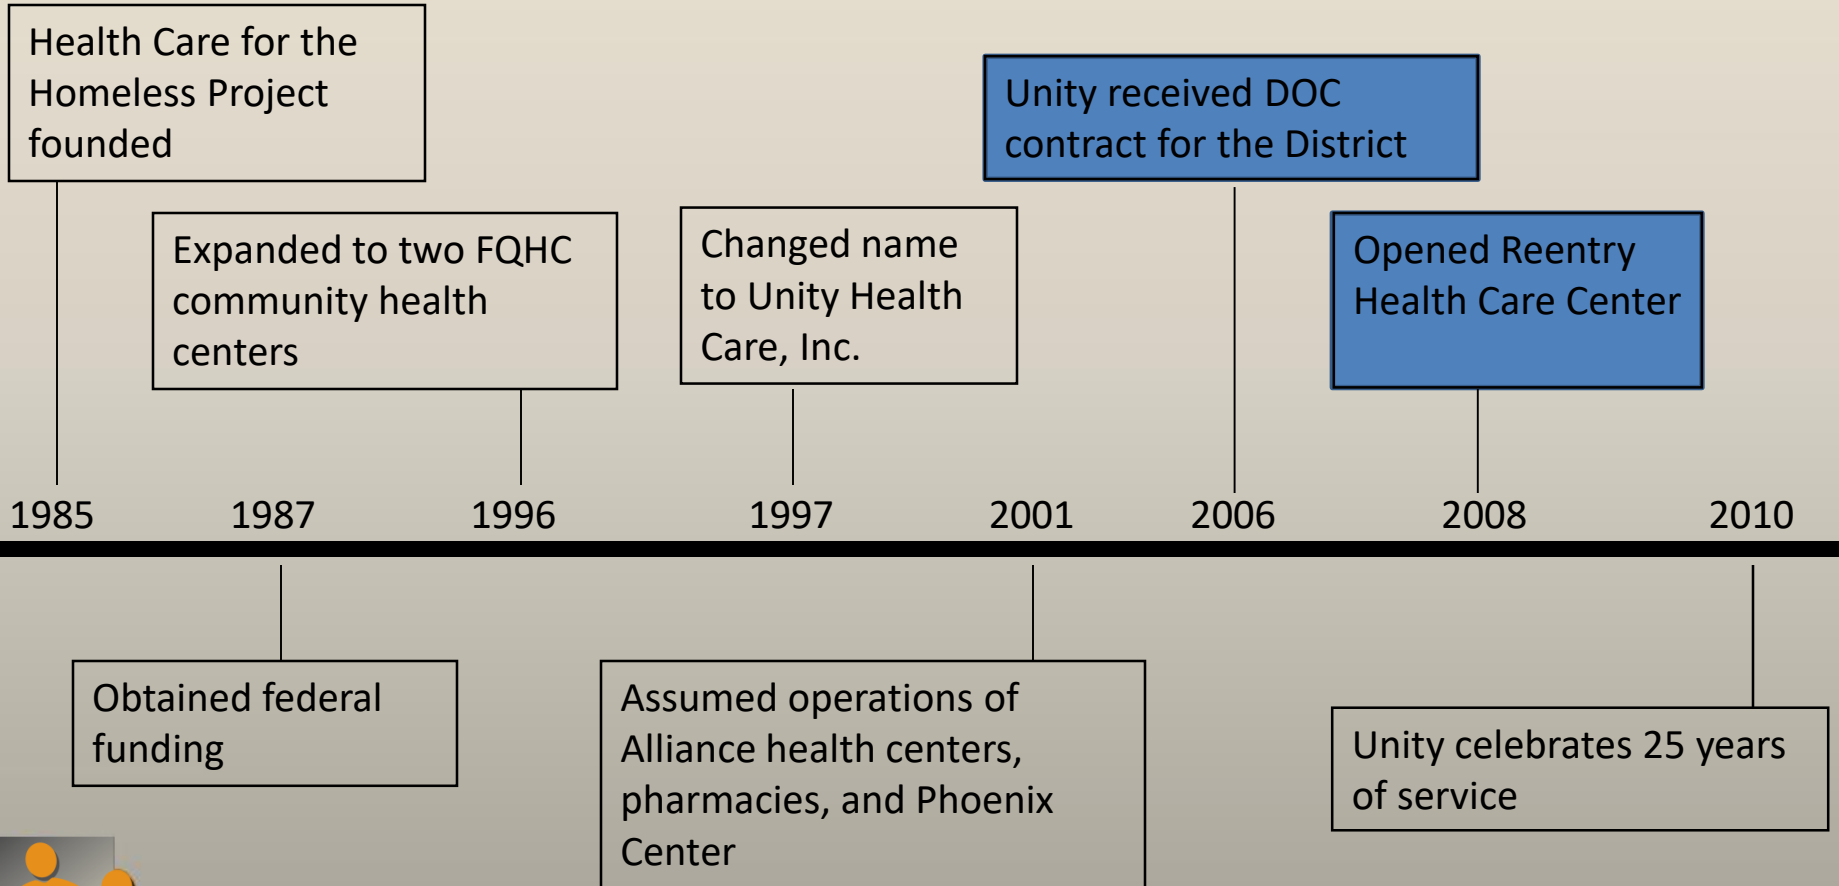 Health Care for the
Homeless Project
founded
Unity received DOC
contract for the District
Expanded to two FQHC
community health
centers
Changed name
to Unity Health
Care, Inc.
Opened Reentry
Health Care Center
1985
1987
1996
1997
2001
2006
2008
2010
Obtained federal
funding
Assumed operations of
Alliance health centers,
pharmacies, and Phoenix
Center
Unity celebrates 25 years
of service